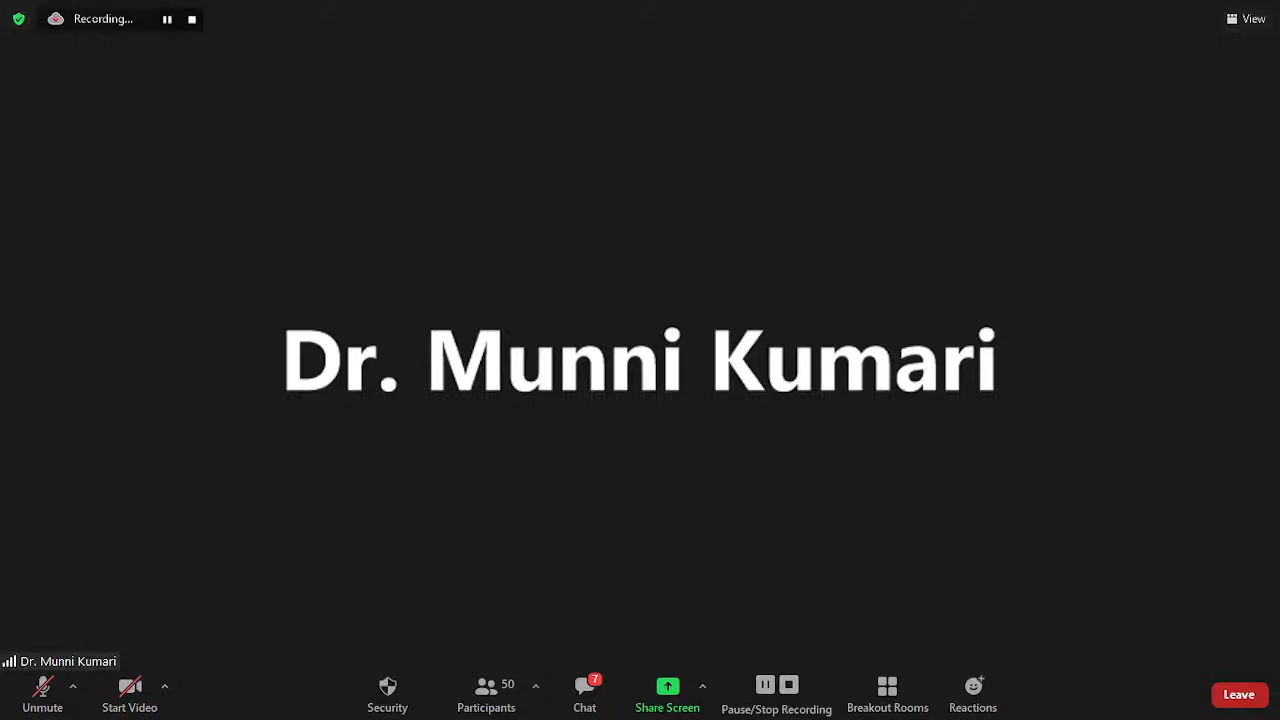 Recording...
View
Dr. Munni Kumari
Dr. Munni Kumari
50
7
Unmute
Start Video
Security
Participants
Chat
Share Screen
Pause/Stop Recording
Breakout Rooms
Reactions
Leave